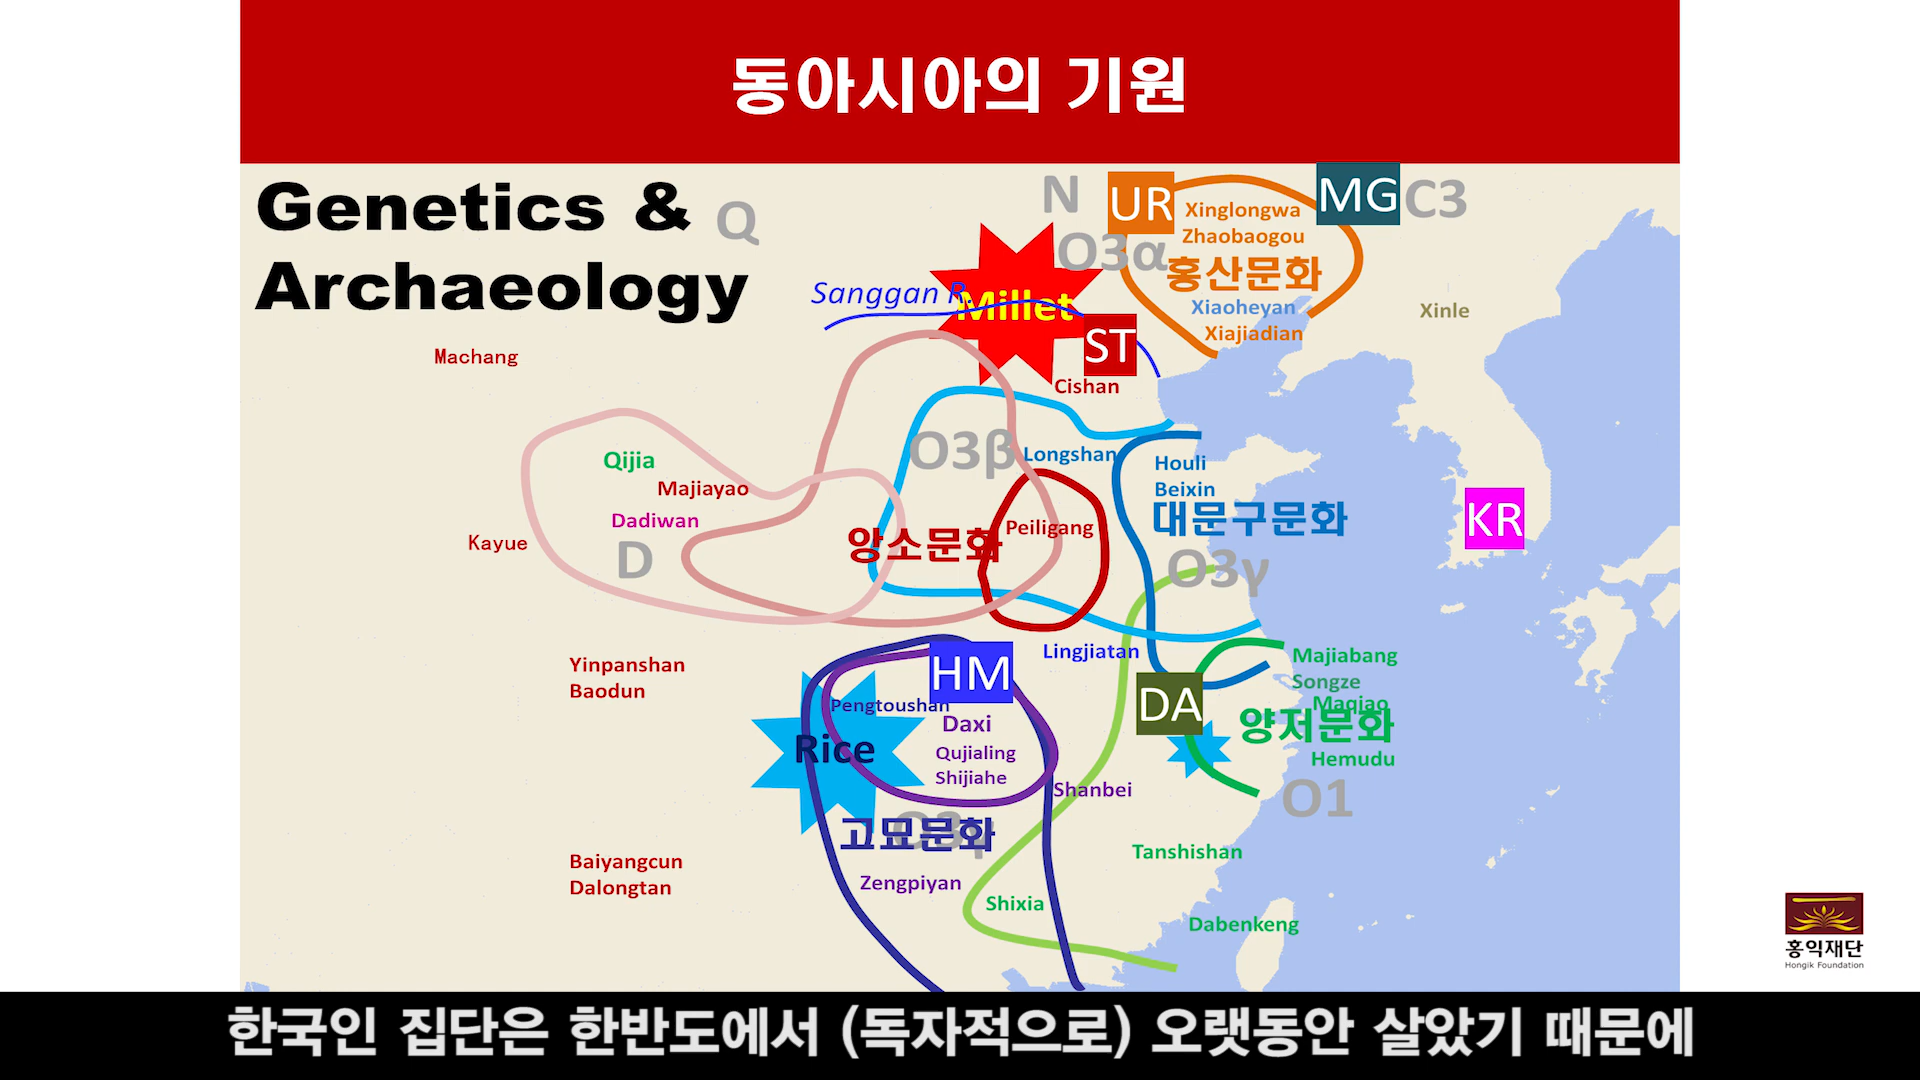 동아시아의 기원
Genetics &
Archaeology
Q
N
UR
MG
C3
O3α
Xinglongwa
Zhaobaogou
홍산문화
Xiaoheyan
Xiajiadian
Xinle
Sanggan R.
Millet
ST
Cishan
Machang
O3β
Longshan
Houli
Beixin
대문구문화
KR
Qijia
Majiayao
Dadiwan
Kayue
D
앙소문화
Peiligang
O3γ
Yinpanshan
Baodun
HM
Lingjiatan
DA
Majiabang
Songze
Maqiao
양저문화
Hemudu
O1
Pengtoushan
Daxi
Rice
Qujialing
Shijiahe
Shanbei
O3γ
고묘문화
Zengpiyan
Baiyangcun
Dalongtan
Tanshishan
Shixia
Dabenkeng
홍익재단
Hongik Foundation
한국인 집단은 한반도에서 (독자적으로) 오랫동안 살았기 때문에